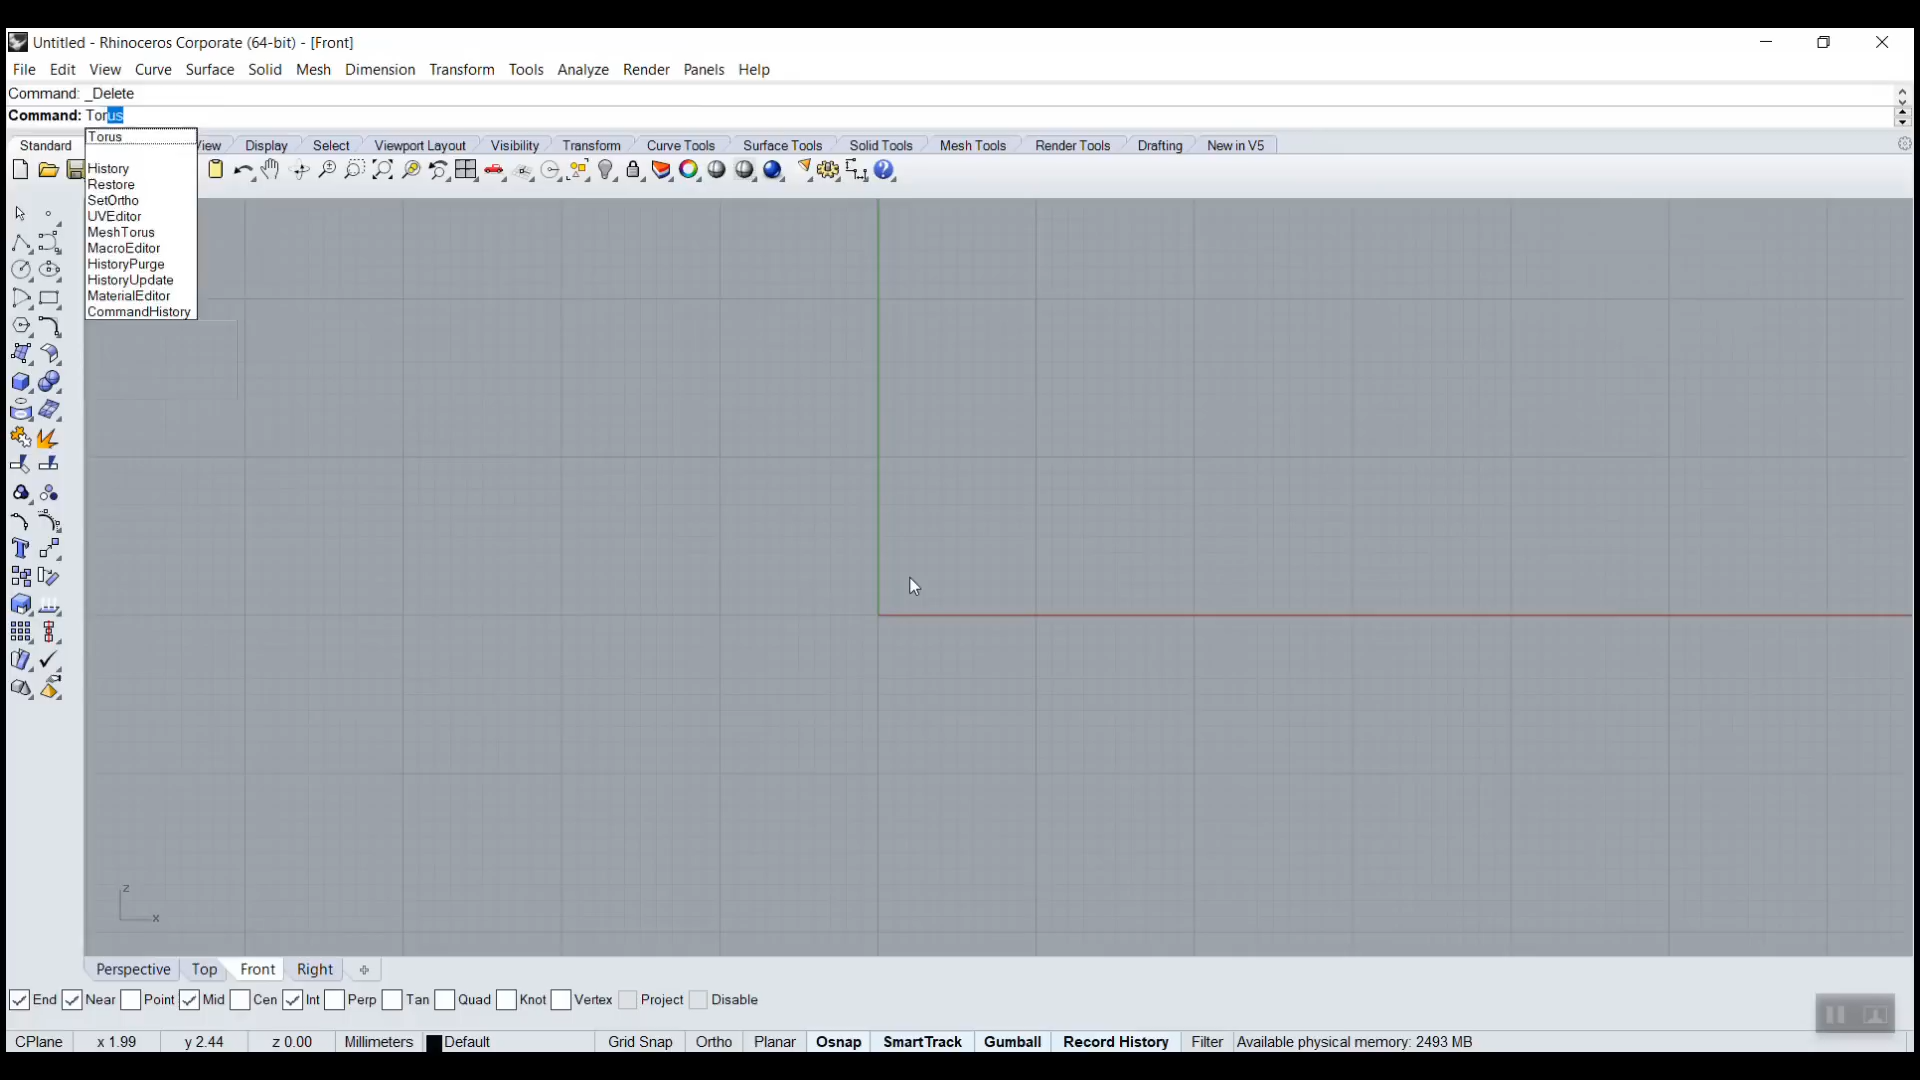 Untitled - Rhinoceros Corporate (64-bit) - [Front]
File Edit View Curve Surface Solid Mesh Dimension Transform Tools Analyze Render Panels Help
Command: _Delete
Command: Torus
Torus
History
Restore
SetOrtho
UVEditor
MeshTorus
MacroEditor
HistoryPurge
HistoryUpdate
MaterialEditor
CommandHistory
Standard View Display Select Viewport Layout Visibility Transform Curve Tools Surface Tools Solid Tools Mesh Tools Render Tools Drafting New in V5
z
x
Perspective Top Front Right
End Near Point Mid Cen Int Perp Tan Quad Knot Vertex Project Disable
CPlane x 1.99 y 2.44 z 0.00 Millimeters Default Grid Snap Ortho Planar Osnap SmartTrack Gumball Record History Filter Available physical memory: 2493 MB